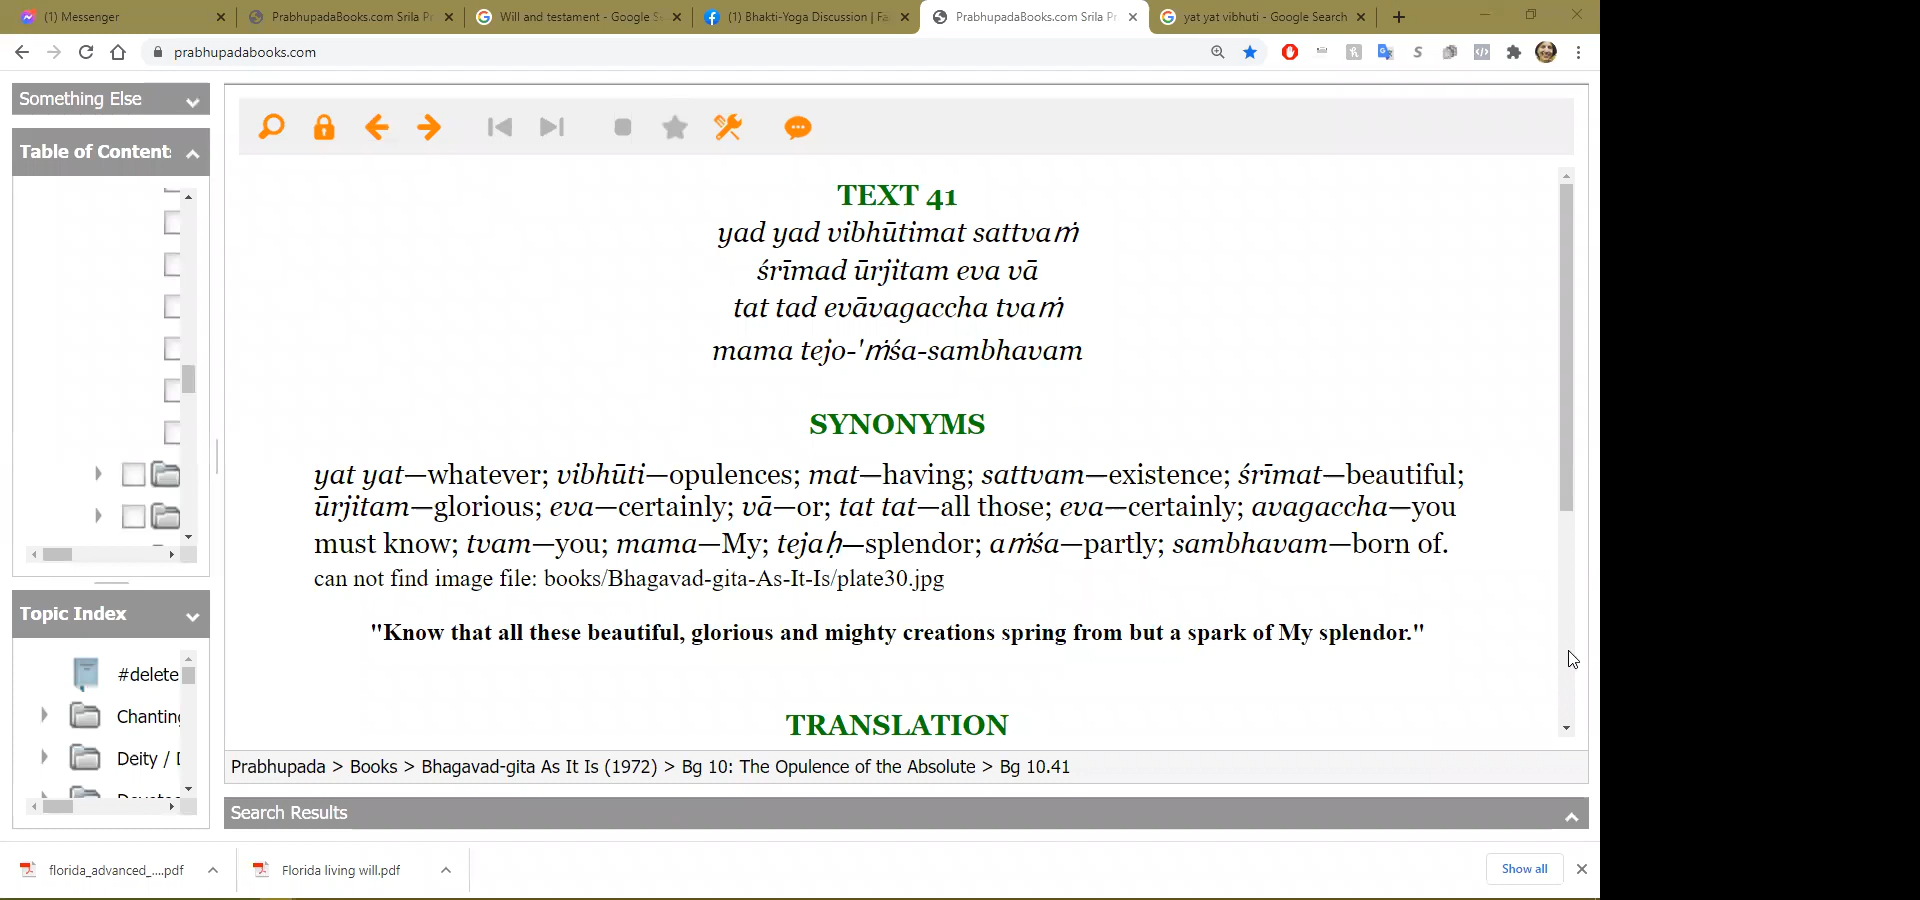 (1) Messenger
PrabhupadaBooks.com Srila Pr
Will and testament - Google Se
(1) Bhakti-Yoga Discussion | Fa
PrabhupadaBooks.com Srila Pr
yat yat vibhuti - Google Search
prabhupadabooks.com
Something Else
Table of Content
TEXT 41
yad yad vibhūtimat sattvaṁ
śrīmad ūrjitam eva vā
tat tad evāvagaccha tvaṁ
mama tejo-'ṁśa-sambhavam
SYNONYMS
yat yat—whatever; vibhūti—opulences; mat—having; sattvam—existence; śrīmat—beautiful;
ūrjitam—glorious; eva—certainly; vā—or; tat tat—all those; eva—certainly; avagaccha—you
must know; tvam—you; mama—My; tejaḥ—splendor; aṁśa—partly; sambhavam—born of.
can not find image file: books/Bhagavad-gita-As-It-Is/plate30.jpg
"Know that all these beautiful, glorious and mighty creations spring from but a spark of My splendor."
TRANSLATION
Topic Index
#delete
Chanting
Deity / D
Prabhupada > Books > Bhagavad-gita As It Is (1972) > Bg 10: The Opulence of the Absolute > Bg 10.41
Search Results
florida_advanced_....pdf
Florida living will.pdf
Show all